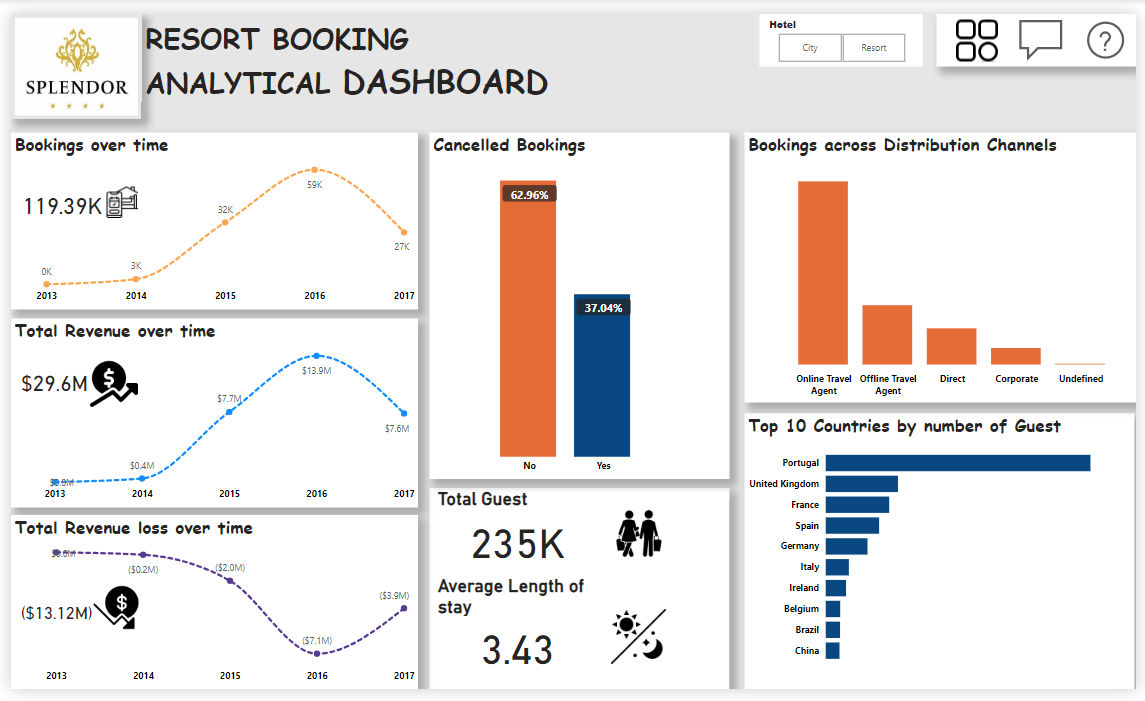 SPLENDOR
RESORT BOOKING
ANALYTICAL DASHBOARD
Hotel
City
Resort
?
Bookings over time
119.39K
0K
3K
32K
59K
27K
2013
2014
2015
2016
2017
Total Revenue over time
$29.6M
$
$0.0M
$0.4M
$7.7M
$13.9M
$7.6M
2013
2014
2015
2016
2017
Total Revenue loss over time
($13.12M)
$
$0.0M
($0.2M)
($2.0M)
($7.1M)
($3.9M)
2013
2014
2015
2016
2017
Cancelled Bookings
62.96%
37.04%
No
Yes
Total Guest
235K
Average Length of
stay
3.43
Bookings across Distribution Channels
Online Travel
Agent
Offline Travel
Agent
Direct
Corporate
Undefined
Top 10 Countries by number of Guest
Portugal
United Kingdom
France
Spain
Germany
Italy
Ireland
Belgium
Brazil
China